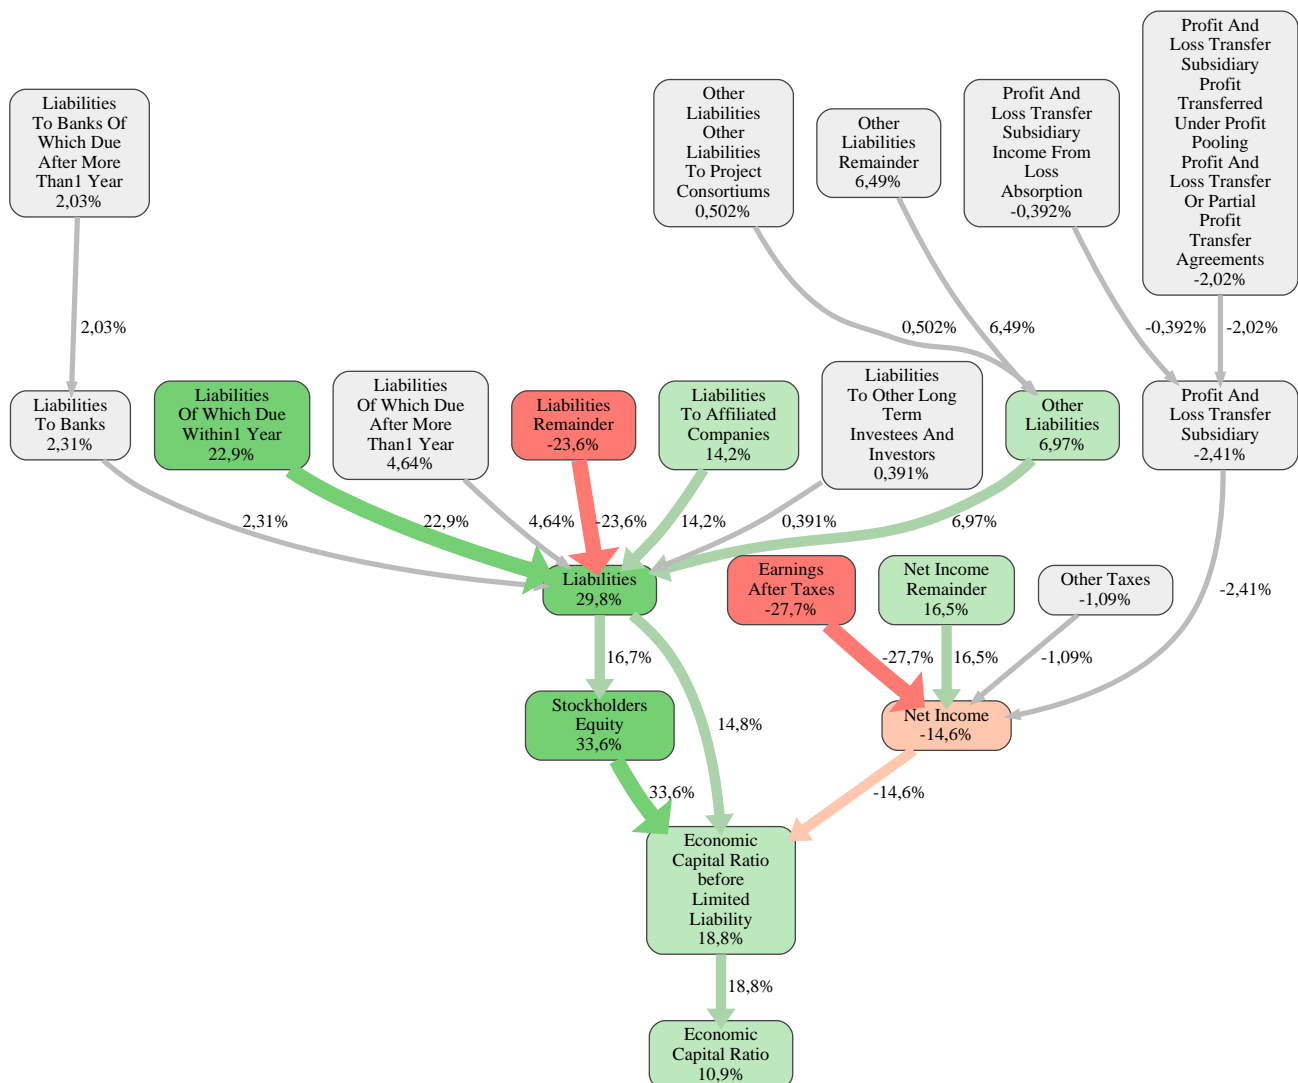 Profit And
Loss Transfer
Subsidiary
Profit
Transferred
Under Profit
Pooling
Profit And
Loss Transfer
Or Partial
Profit
Transfer
Agreements
-2,02%
Liabilities
To Banks Of
Which Due
After More
Than1 Year
2,03%
Other
Liabilities
Other
Liabilities
To Project
Consortiums
0,502%
Other
Liabilities
Remainder
6,49%
Profit And
Loss Transfer
Subsidiary
Income From
Loss
Absorption
-0,392%
2,03%
0,502%
6,49%
-0,392%
-2,02%
Liabilities
To Banks
2,31%
Liabilities
Of Which Due
Within1 Year
22,9%
Liabilities
Of Which Due
After More
Than1 Year
4,64%
Liabilities
Remainder
-23,6%
Liabilities
To Affiliated
Companies
14,2%
Liabilities
To Other Long
Term
Investees And
Investors
0,391%
Other
Liabilities
6,97%
Profit And
Loss Transfer
Subsidiary
-2,41%
2,31%
22,9%
4,64%
-23,6%
14,2%
0,391%
6,97%
-2,41%
Liabilities
29,8%
Earnings
After Taxes
-27,7%
Net Income
Remainder
16,5%
Other Taxes
-1,09%
16,7%
14,8%
-27,7%
16,5%
-1,09%
Stockholders
Equity
33,6%
Net Income
-14,6%
33,6%
-14,6%
Economic
Capital Ratio
before
Limited
Liability
18,8%
18,8%
Economic
Capital Ratio
10,9%